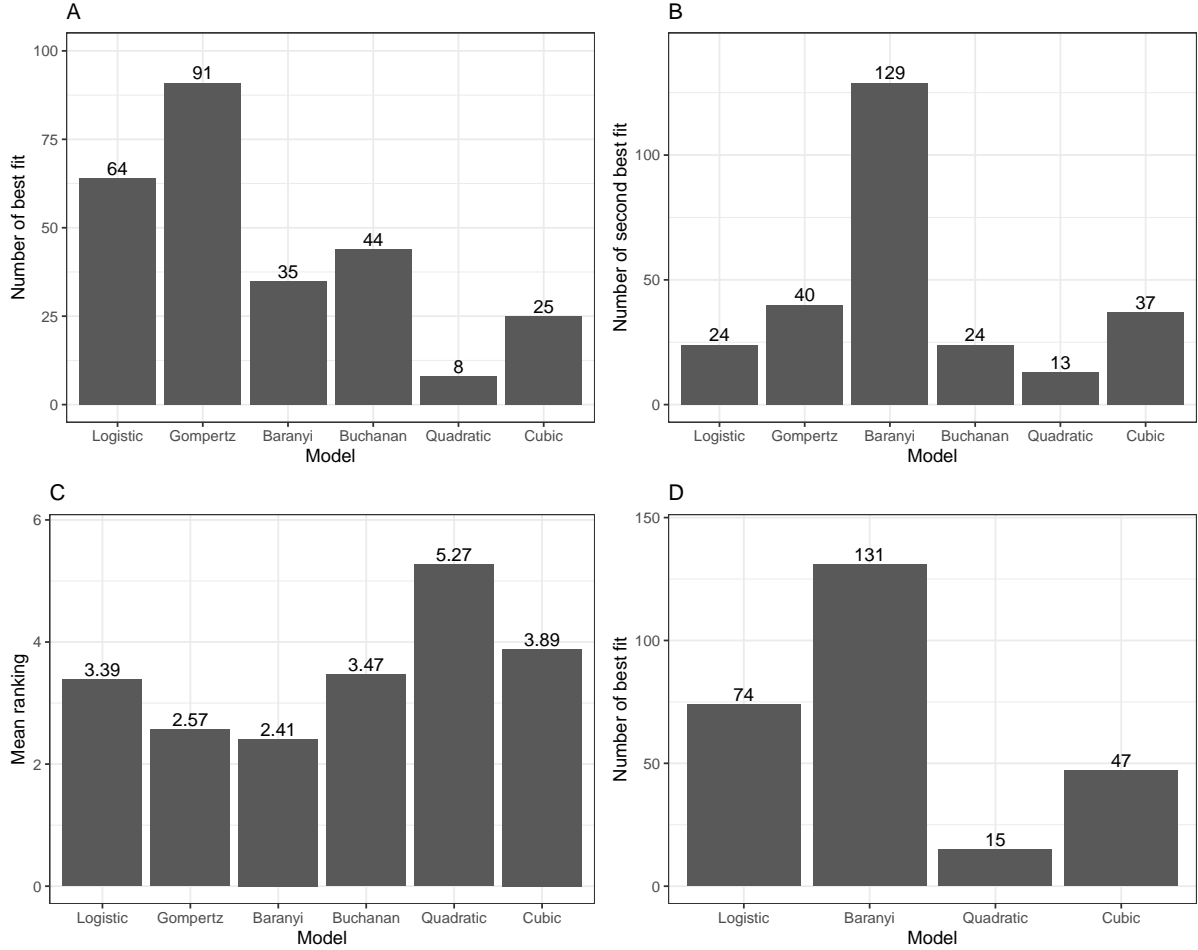 A
Number of best fit
100
75
50
25
0
64
91
35
44
8
25
Logistic Gompertz Baranyi Buchanan Quadratic Cubic
Model
B
Number of second best fit
100
50
0
24
40
129
24
13
37
Logistic Gompertz Baranyi Buchanan Quadratic Cubic
Model
C
Mean ranking
6
4
2
0
3.39
2.57
2.41
3.47
5.27
3.89
Logistic Gompertz Baranyi Buchanan Quadratic Cubic
Model
D
Number of best fit
150
100
50
0
74
131
15
47
Logistic Baranyi Quadratic Cubic
Model